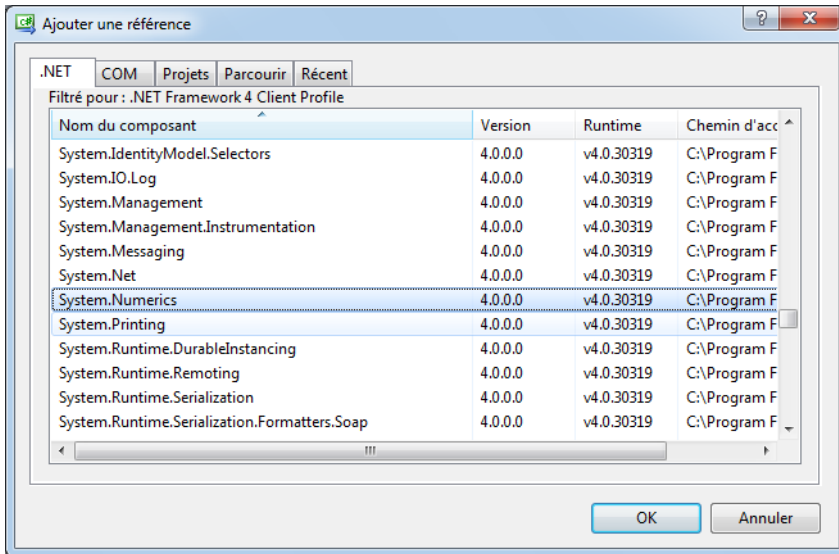 C# Ajouter une référence
.NET COM Projets Parcourir Récent
Filtré pour : .NET Framework 4 Client Profile
Nom du composant Version Runtime Chemin d'acc
System.IdentityModel.Selectors 4.0.0.0 v4.0.30319 C:\Program F
System.IO.Log 4.0.0.0 v4.0.30319 C:\Program F
System.Management 4.0.0.0 v4.0.30319 C:\Program F
System.Management.Instrumentation 4.0.0.0 v4.0.30319 C:\Program F
System.Messaging 4.0.0.0 v4.0.30319 C:\Program F
System.Net 4.0.0.0 v4.0.30319 C:\Program F
System.Numerics 4.0.0.0 v4.0.30319 C:\Program F
System.Printing 4.0.0.0 v4.0.30319 C:\Program F
System.Runtime.DurableInstancing 4.0.0.0 v4.0.30319 C:\Program F
System.Runtime.Remoting 4.0.0.0 v4.0.30319 C:\Program F
System.Runtime.Serialization 4.0.0.0 v4.0.30319 C:\Program F
System.Runtime.Serialization.Formatters.Soap 4.0.0.0 v4.0.30319 C:\Program F
OK Annuler